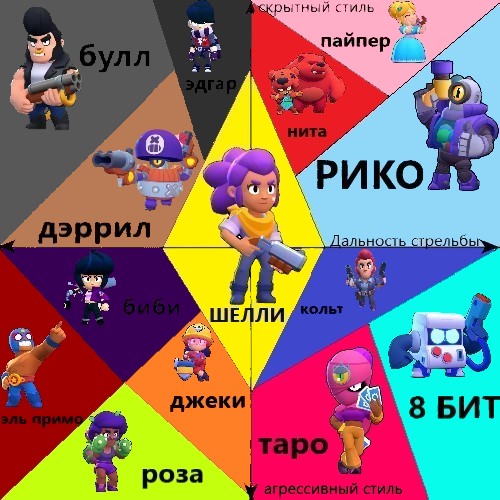 скрытный стиль
пайпер
булл
эдгар
нита
РИКО
дэррил
Дальность стрельбы
биби
ШЕЛЛИ
кольт
джеки
8 БИТ
эль примо
таро
роза
агрессивный стиль